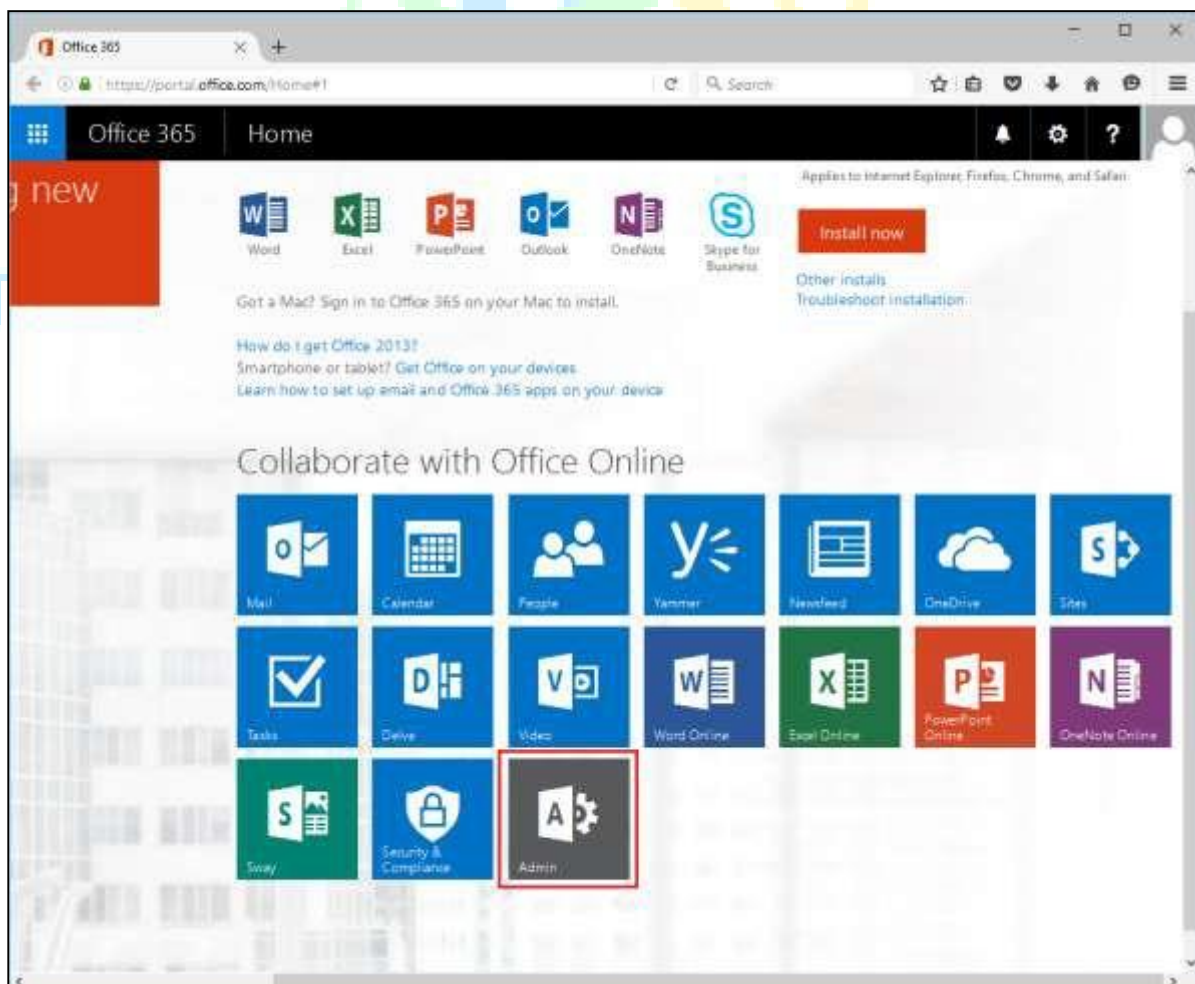 Office 365
https://portal.office.com/Home#1
Search
Office 365
Home
?
g new
Applies to Internet Explorer, Firefox, Chrome, and Safari
Word
Excel
PowerPoint
Outlook
OneNote
Skype for
Business
Install now
Other installs
Troubleshoot installation
Got a Mac? Sign in to Office 365 on your Mac to install.
How do I get Office 2013?
Smartphone or tablet? Get Office on your devices
Learn how to set up email and Office 365 apps on your device
Collaborate with Office Online
Mail
Calendar
People
Yammer
Newsfeed
OneDrive
Sites
Tasks
Delve
Video
Word Online
Excel Online
PowerPoint
Online
OneNote Online
Sway
Security &
Compliance
Admin